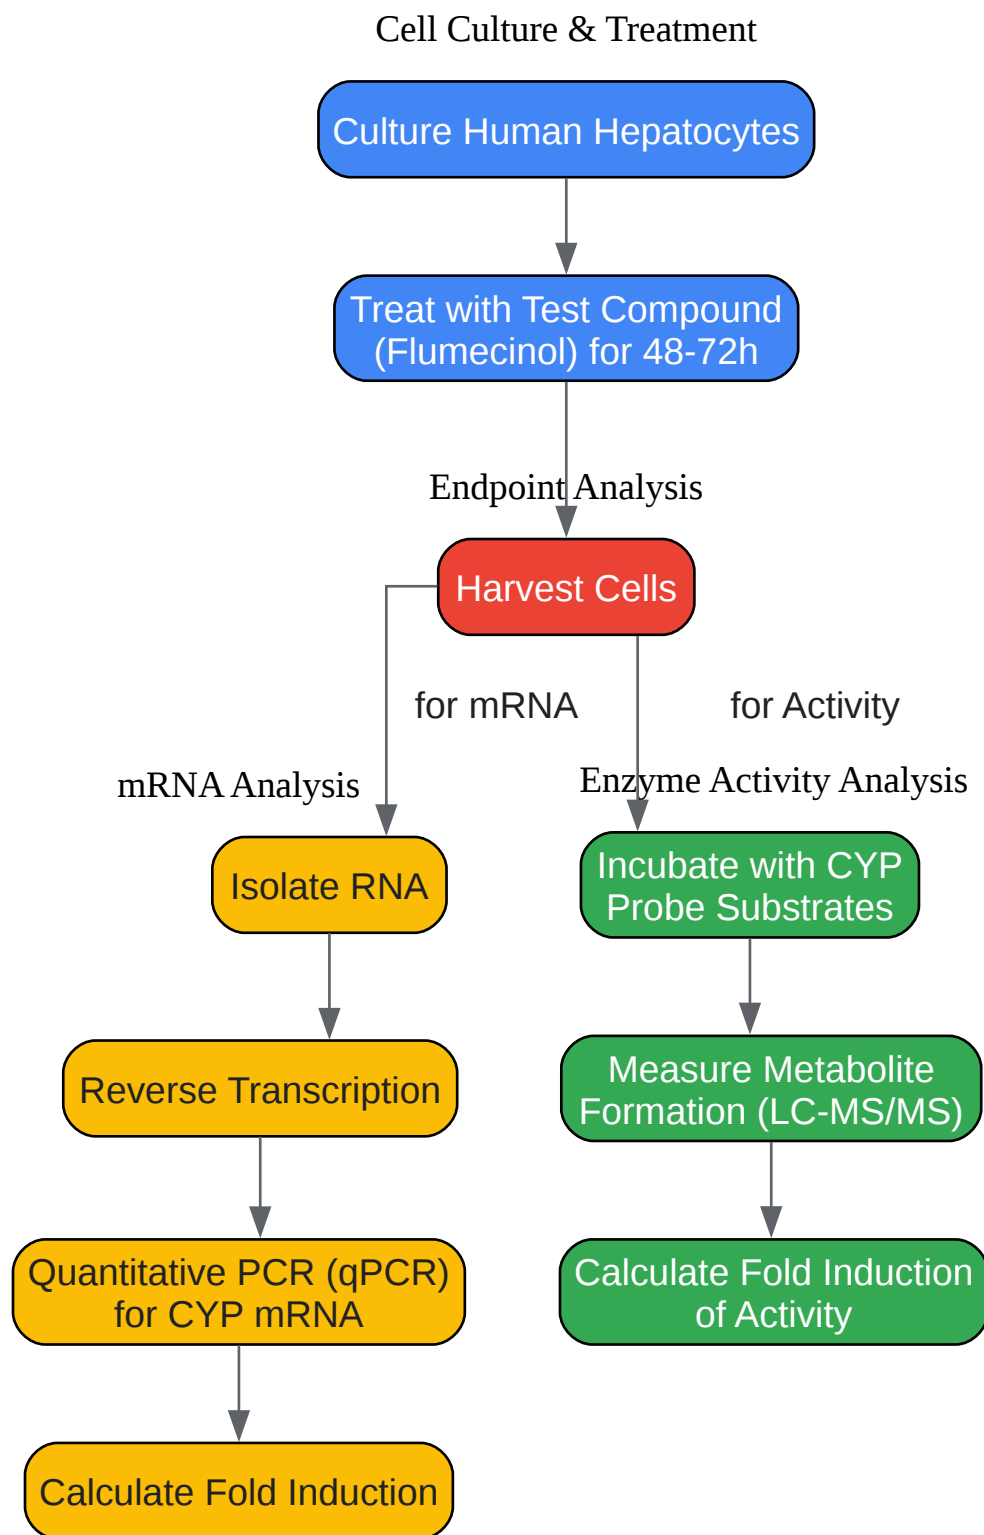 Cell Culture & Treatment
Culture Human Hepatocytes
Treat with Test Compound
(Flumecinol) for 48-72h
Endpoint Analysis
Harvest Cells
for mRNA
for Activity
mRNA Analysis
Enzyme Activity Analysis
Isolate RNA
Incubate with CYP
Probe Substrates
Reverse Transcription
Measure Metabolite
Formation (LC-MS/MS)
Quantitative PCR (qPCR)
for CYP mRNA
Calculate Fold Induction
of Activity
Calculate Fold Induction